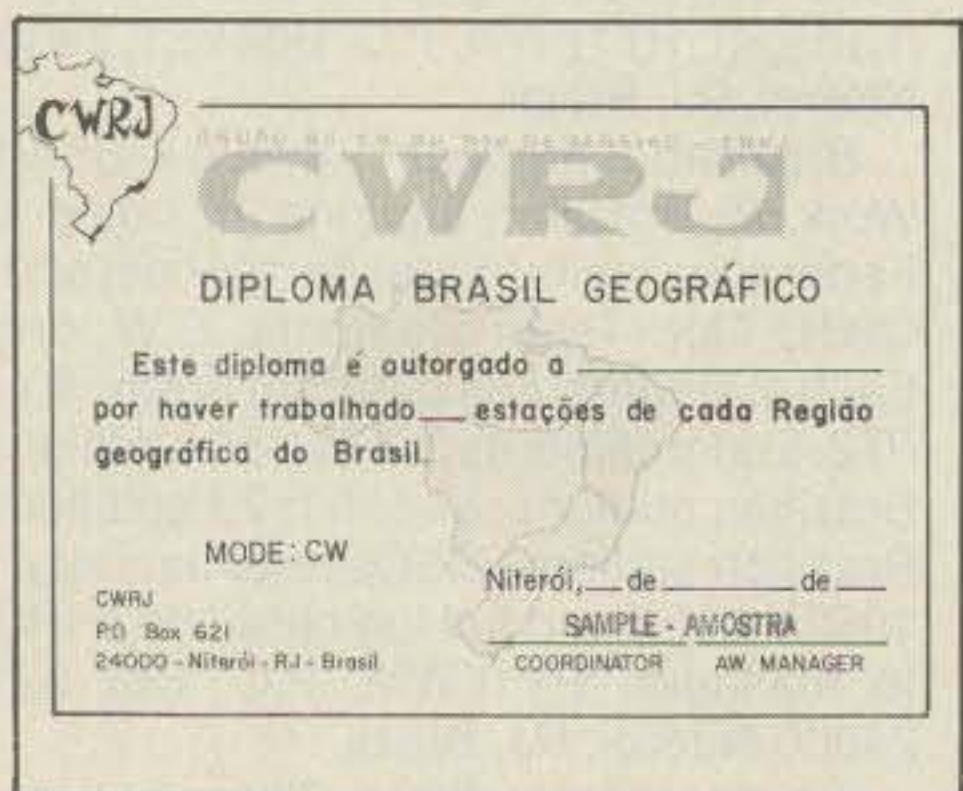 CWRJ
CWRJ
DIPLOMA BRASIL GEOGRÁFICO
Este diploma é autorgado a
por haver trabalhado estações de cada Região
geográfica do Brasil.
MODE: CW
Niterói, de de
CWRJ
P.O. Box 621
24000 - Niterói - RJ - Brasil
SAMPLE - AMOSTRA
COORDINATOR AW. MANAGER